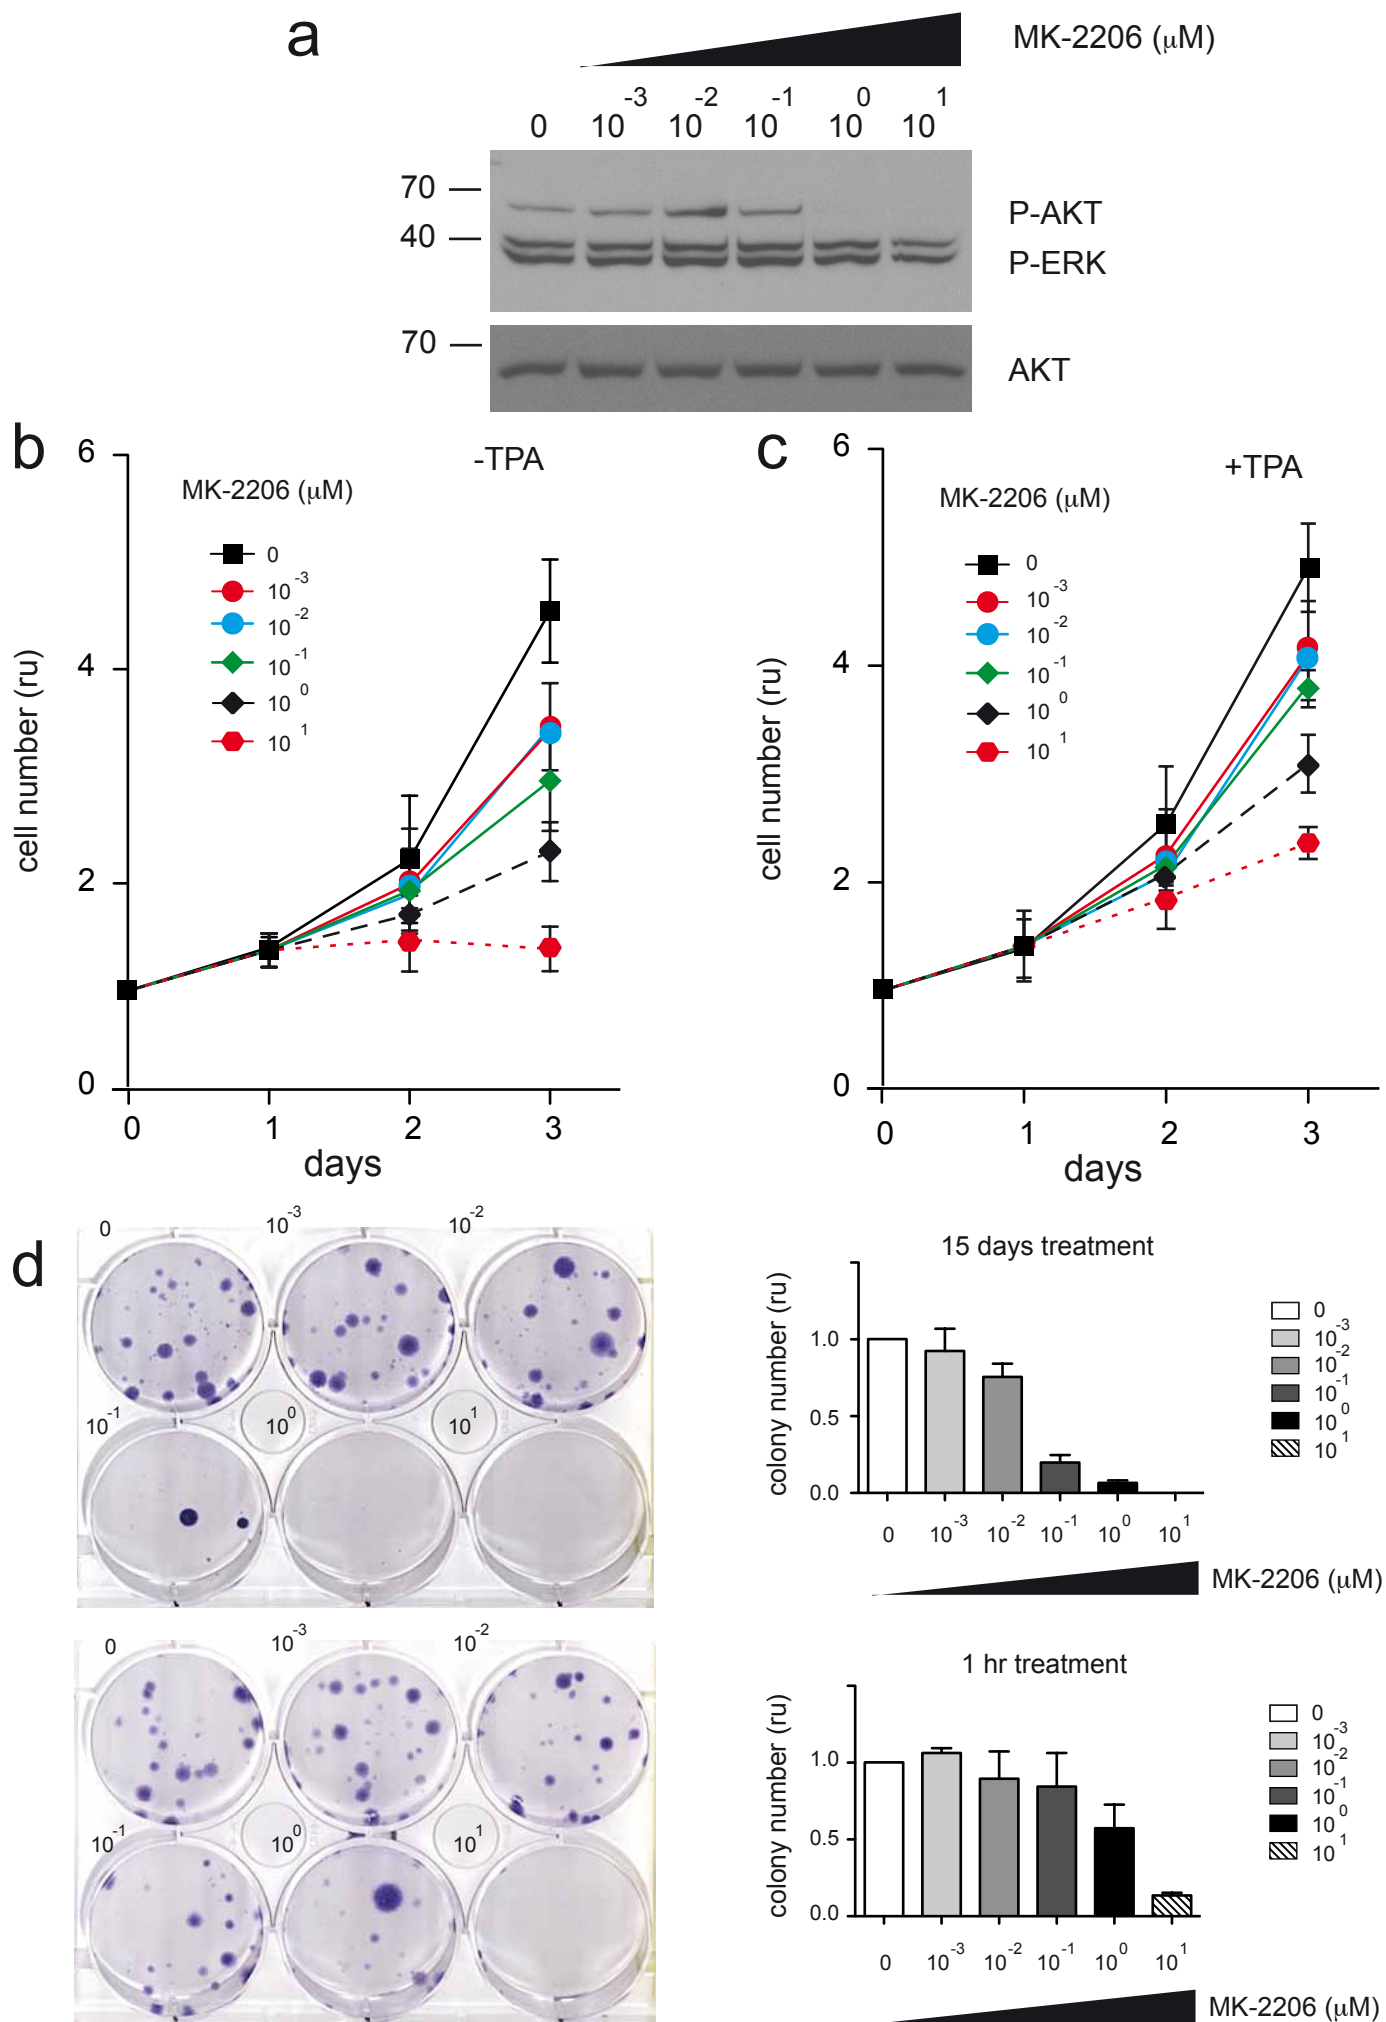 a
MK-2206 (μM)
0 10^-3 10^-2 10^-1 10^0 10^1
70
P-AKT
40
P-ERK
70
AKT
b
6
-TPA
MK-2206 (μM)
0
10^-3
10^-2
10^-1
10^0
10^1
4
2
0
cell number (ru)
0 1 2 3
days
c
6
+TPA
MK-2206 (μM)
0
10^-3
10^-2
10^-1
10^0
10^1
4
2
0
cell number (ru)
0 1 2 3
days
d
0 10^-3 10^-2
10^-1 10^0 10^1
15 days treatment
colony number (ru)
1.0
0.5
0.0
0 10^-3 10^-2 10^-1 10^0 10^1
MK-2206 (μM)
0
10^-3
10^-2
10^-1
10^0
10^1
0 10^-3 10^-2
10^-1 10^0 10^1
1 hr treatment
colony number (ru)
1.0
0.5
0.0
0 10^-3 10^-2 10^-1 10^0 10^1
MK-2206 (μM)
0
10^-3
10^-2
10^-1
10^0
10^1